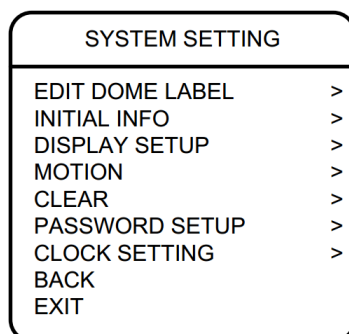 SYSTEM SETTING
EDIT DOME LABEL >
INITIAL INFO >
DISPLAY SETUP >
MOTION >
CLEAR >
PASSWORD SETUP >
CLOCK SETTING >
BACK
EXIT